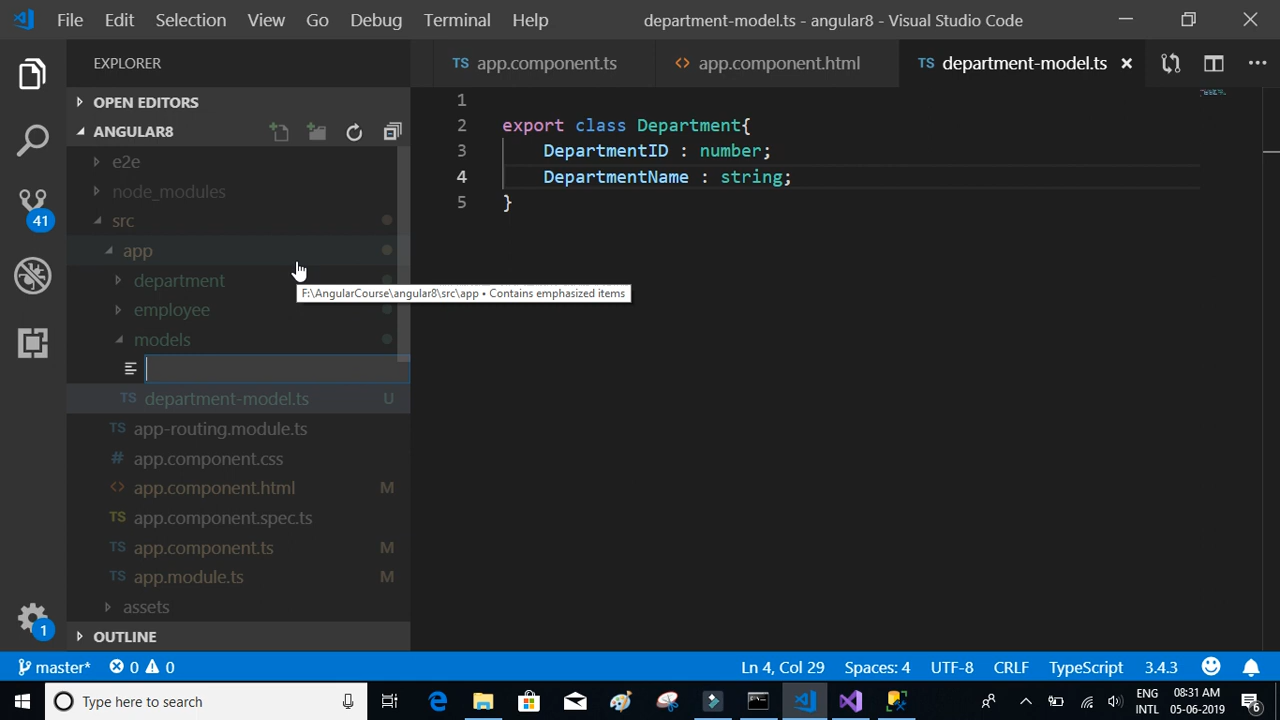 File Edit Selection View Go Debug Terminal Help department-model.ts - angular8 - Visual Studio Code
EXPLORER
OPEN EDITORS
ANGULAR8
e2e
node_modules
src
app
department
employee
models
TS department-model.ts U
app-routing.module.ts
# app.component.css
<> app.component.html M
TS app.component.spec.ts
TS app.component.ts M
TS app.module.ts M
assets
OUTLINE
41
1
F:\AngularCourse\angular8\src\app • Contains emphasized items
TS app.component.ts <> app.component.html TS department-model.ts
1
2 export class Department{
3 DepartmentID : number;
4 DepartmentName : string;
5 }
master* 0 0 Ln 4, Col 29 Spaces: 4 UTF-8 CRLF TypeScript 3.4.3
Type here to search
ENG
INTL
08:31 AM
05-06-2019
6